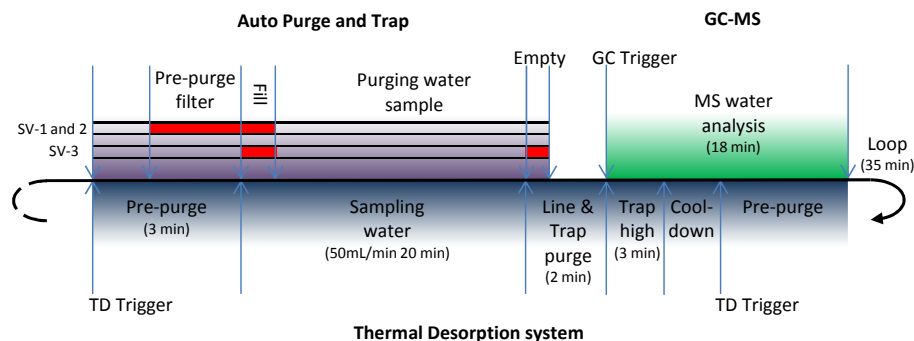 Auto Purge and Trap
GC-MS
Empty
GC Trigger
Pre-purge
filter
Fill
Purging water
sample
MS water
analysis
(18 min)
SV-1 and 2
SV-3
Loop
(35 min)
Pre-purge
(3 min)
Sampling
water
(50mL/min 20 min)
Line &
Trap
purge
(2 min)
Trap
high
(3 min)
Cool-
down
Pre-purge
TD Trigger
TD Trigger
Thermal Desorption system